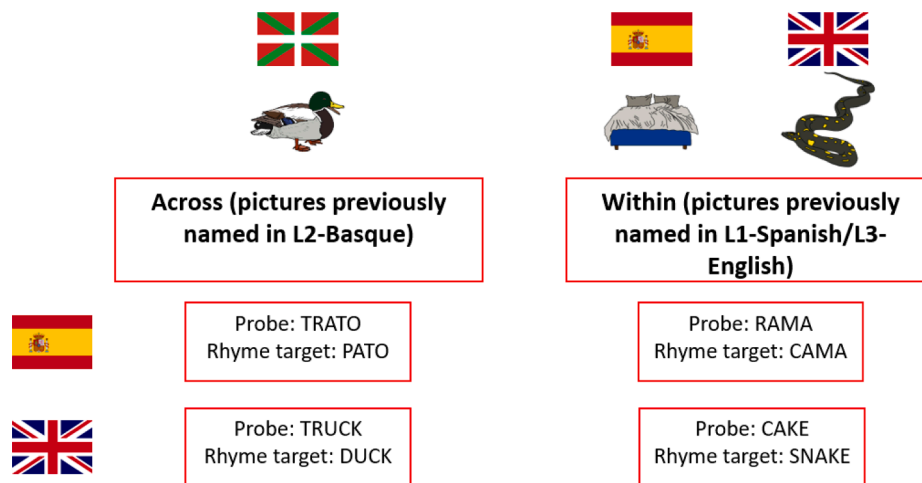 Across (pictures previously
named in L2-Basque)
Within (pictures previously
named in L1-Spanish/L3-
English)
Probe: TRATO
Rhyme target: PATO
Probe: RAMA
Rhyme target: CAMA
Probe: TRUCK
Rhyme target: DUCK
Probe: CAKE
Rhyme target: SNAKE